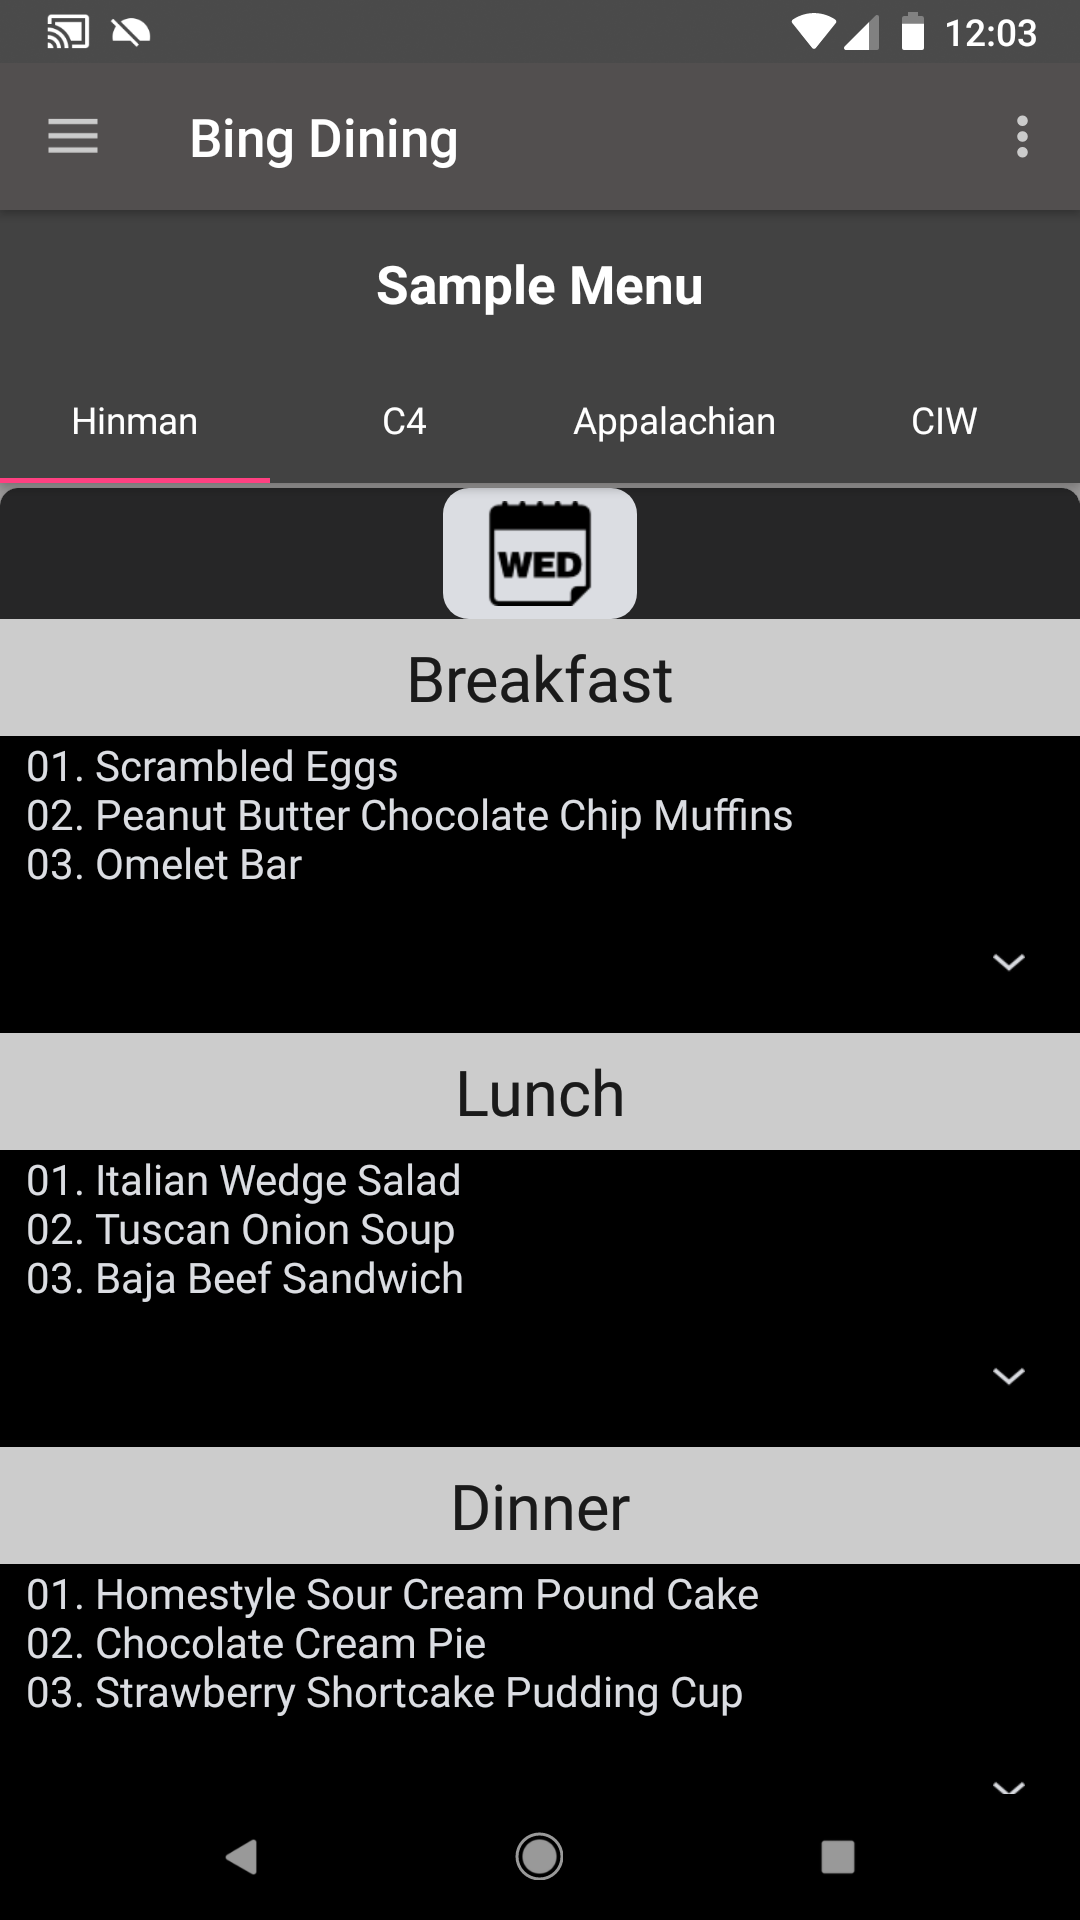 12:03
Bing Dining
Sample Menu
Hinman C4 Appalachian CIW
WED
Breakfast
01. Scrambled Eggs
02. Peanut Butter Chocolate Chip Muffins
03. Omelet Bar
Lunch
01. Italian Wedge Salad
02. Tuscan Onion Soup
03. Baja Beef Sandwich
Dinner
01. Homestyle Sour Cream Pound Cake
02. Chocolate Cream Pie
03. Strawberry Shortcake Pudding Cup